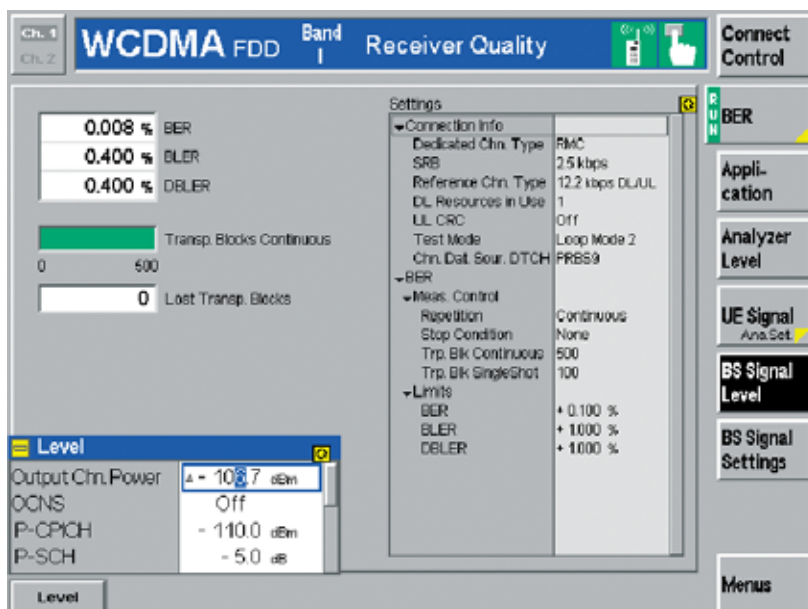 Ch. 1
Ch. 2
WCDMA FDD Band I Receiver Quality
Connect Control
0.008 % BER
0.400 % BLER
0.400 % DBLER
Transp. Blocks Continuous
0 500
0 Lost Transp. Blocks
Settings
Connection Info
Dedicated Chn. Type RMC
SRB 2.5 kbps
Reference Chn. Type 12.2 kbps DL/UL
DL Resources in Use 1
UL CRC Off
Test Mode Loop Mode 2
Chn. Dat. Sour. DTCH PRBS9
BER
Meas. Control
Repetition Continuous
Stop Condition None
Trp. Blk Continuous 500
Trp. Blk SingleShot 100
Limits
BER + 0.100 %
BLER + 1.000 %
DBLER + 1.000 %
Level
Output Chn. Power - 106.7 dBm
OCNS Off
P-CPICH - 110.0 dBm
P-SCH - 5.0 dB
Level
RUN
BER
Appli-
cation
Analyzer
Level
UE Signal
Ana.Set.
BS Signal
Level
BS Signal
Settings
Menus